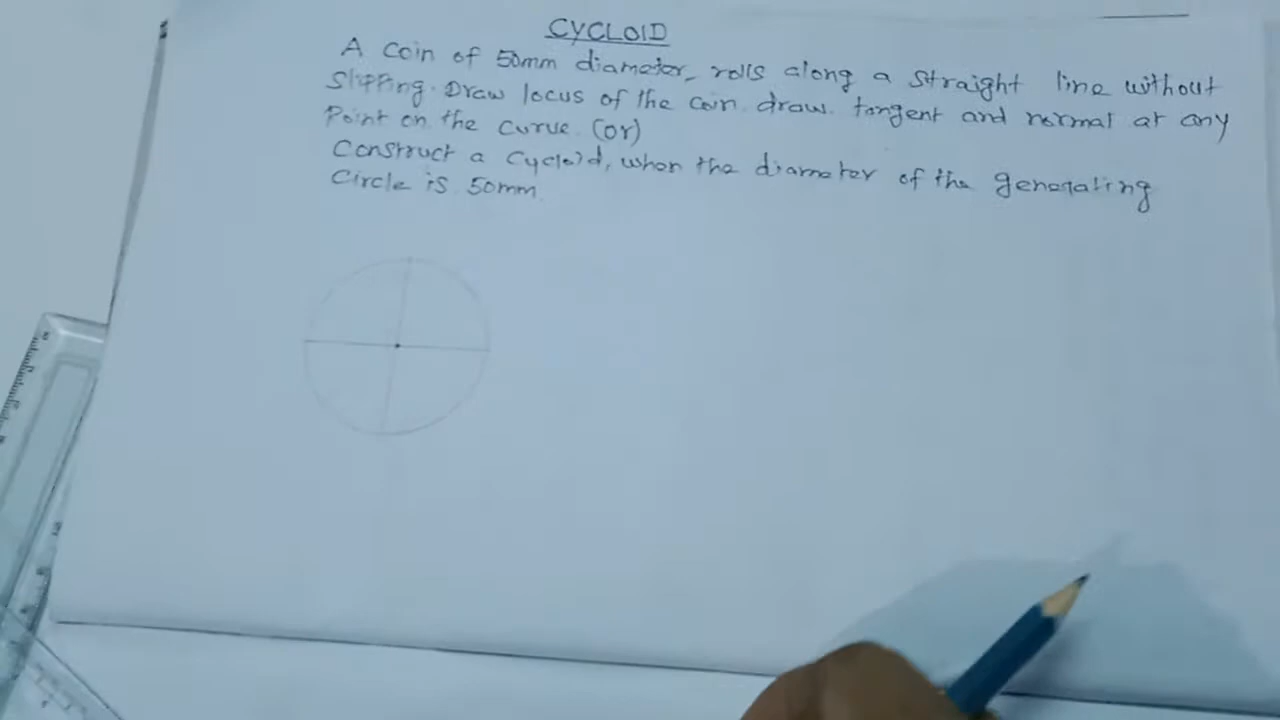 CYCLOID
A coin of 50mm diameter, rolls along a straight line without
slipping. Draw locus of the coin. draw. tangent and normal at any
Point on the curve. (or)
Construct a cycloid, when the diameter of the generating
Circle is 50mm.